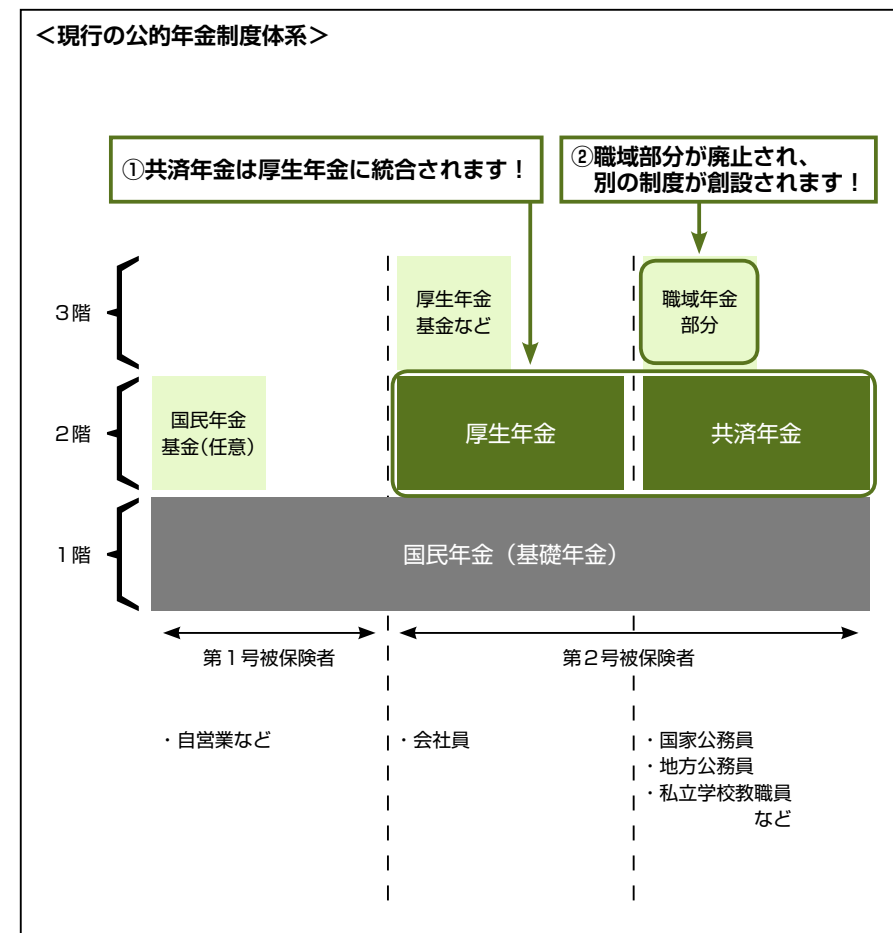 ＜現行の公的年金制度体系＞
①共済年金は厚生年金に統合されます！
②職域部分が廃止され、
別の制度が創設されます！
3階
厚生年金
基金など
職域年金
部分
2階
国民年金
基金（任意）
厚生年金
共済年金
1階
国民年金（基礎年金）
第1号被保険者
第2号被保険者
・自営業など
・会社員
・国家公務員
・地方公務員
・私立学校教職員
など